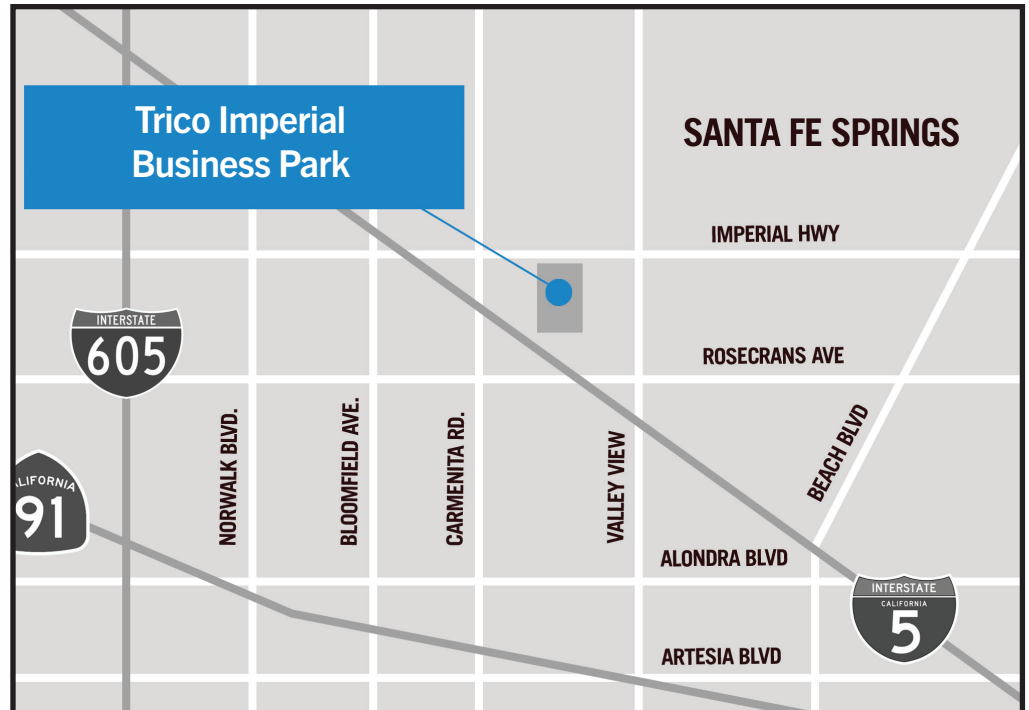 Trico Imperial
Business Park
SANTA FE SPRINGS
IMPERIAL HWY
INTERSTATE
605
ROSECRANS AVE
NORWALK BLVD.
BLOOMFIELD AVE.
CARMENITA RD.
VALLEY VIEW
BEACH BLVD
ALIFORNIA
91
ALONDRA BLVD
INTERSTATE
CALIFORNIA
5
ARTESIA BLVD